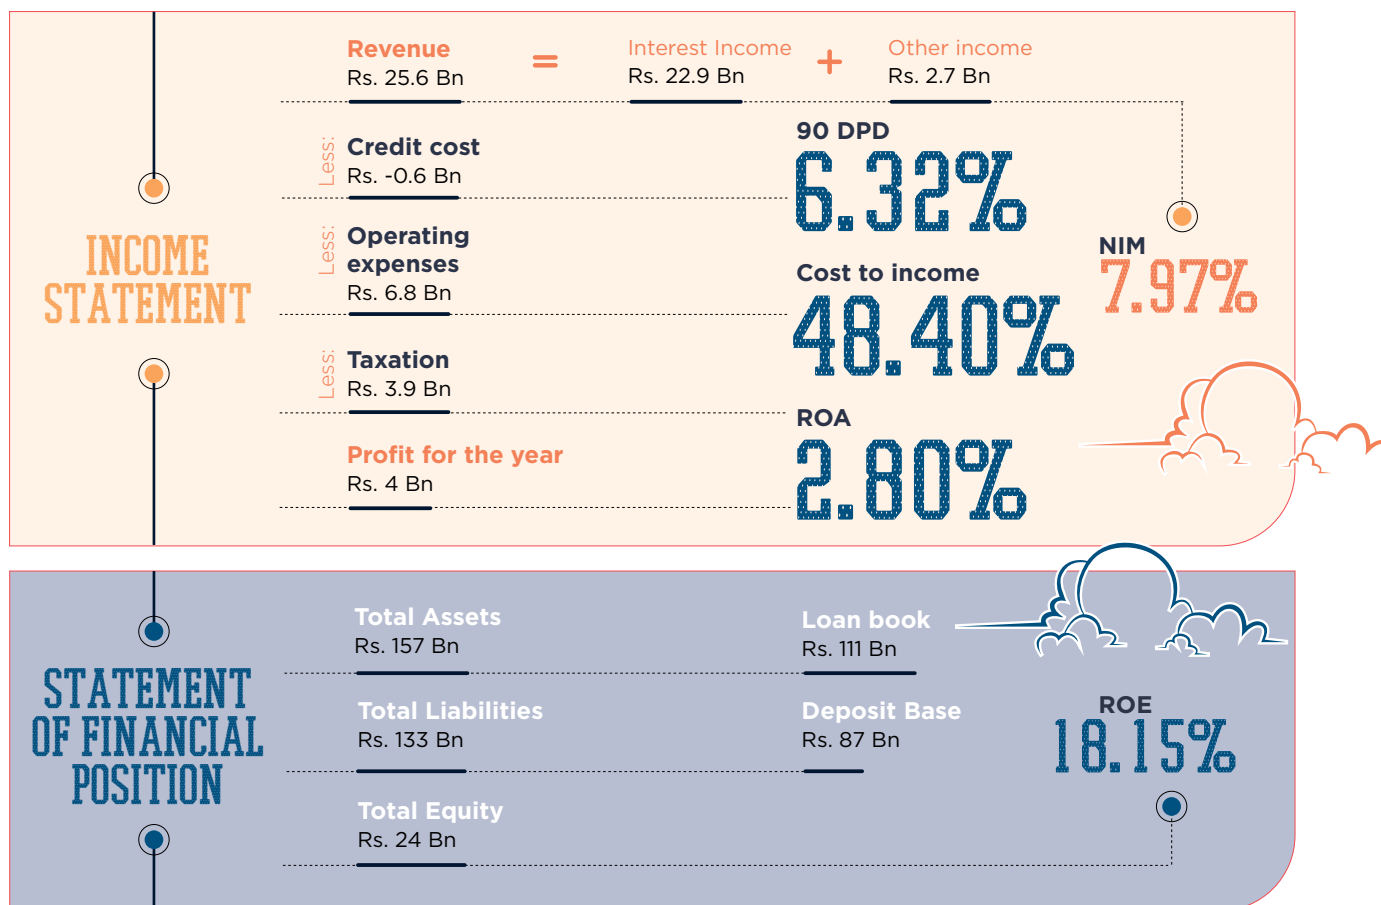 Revenue
Rs. 25.6 Bn
=
Interest Income
Rs. 22.9 Bn
+
Other income
Rs. 2.7 Bn
INCOME
STATEMENT
Less:
Credit cost
Rs. -0.6 Bn
90 DPD
6.32%
Less:
Operating
expenses
Rs. 6.8 Bn
Cost to income
48.40%
NIM
7.97%
Less:
Taxation
Rs. 3.9 Bn
ROA
2.80%
Profit for the year
Rs. 4 Bn
STATEMENT
OF FINANCIAL
POSITION
Total Assets
Rs. 157 Bn
Loan book
Rs. 111 Bn
Total Liabilities
Rs. 133 Bn
Deposit Base
Rs. 87 Bn
ROE
18.15%
Total Equity
Rs. 24 Bn